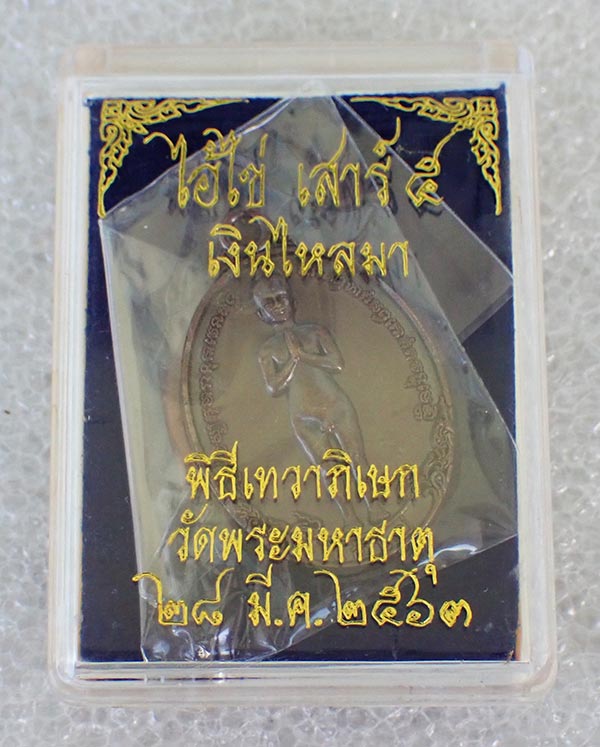 ไอ้ไข่ เสาร์ ๕
เงินไหลมา
พิธีเทวาภิเษก
วัดพระมหาธาตุ
๒๘ มี.ค.๒๕๖๓